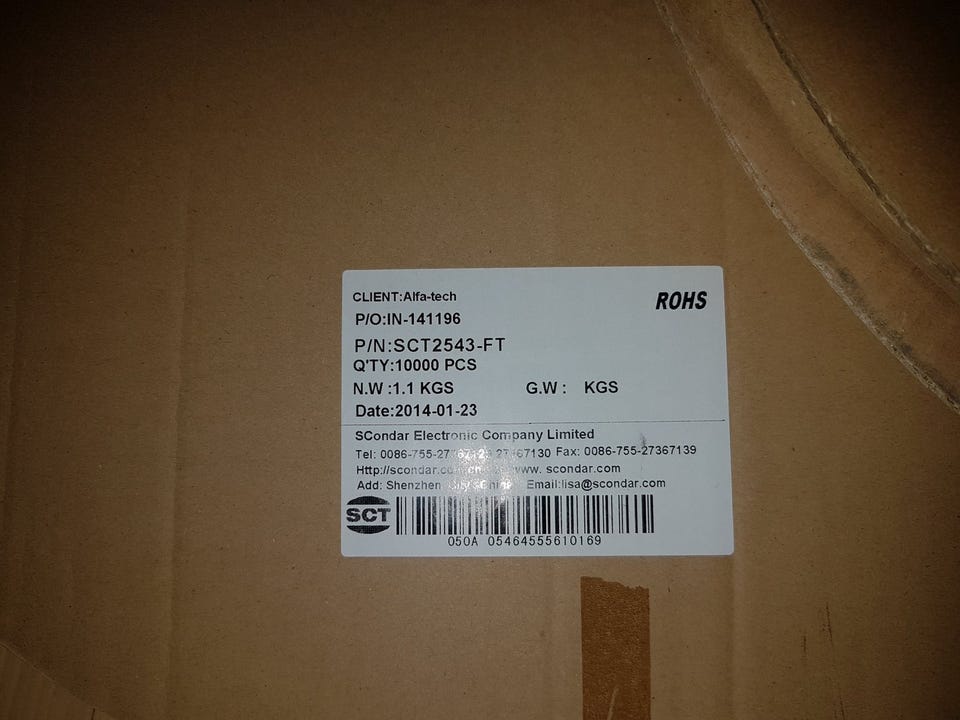 CLIENT:Alfa-tech
ROHS
P/O:IN-141196
P/N:SCT2543-FT
Q'TY:10000 PCS
N.W :1.1 KGS G.W : KGS
Date:2014-01-23
SCondar Electronic Company Limited
Tel: 0086-755-27367130 Fax: 0086-755-27367139
Http://scondar. www. scondar.com
Add: Shenzhen Email:lisa@scondar.com
SCT
050A 05464555610169